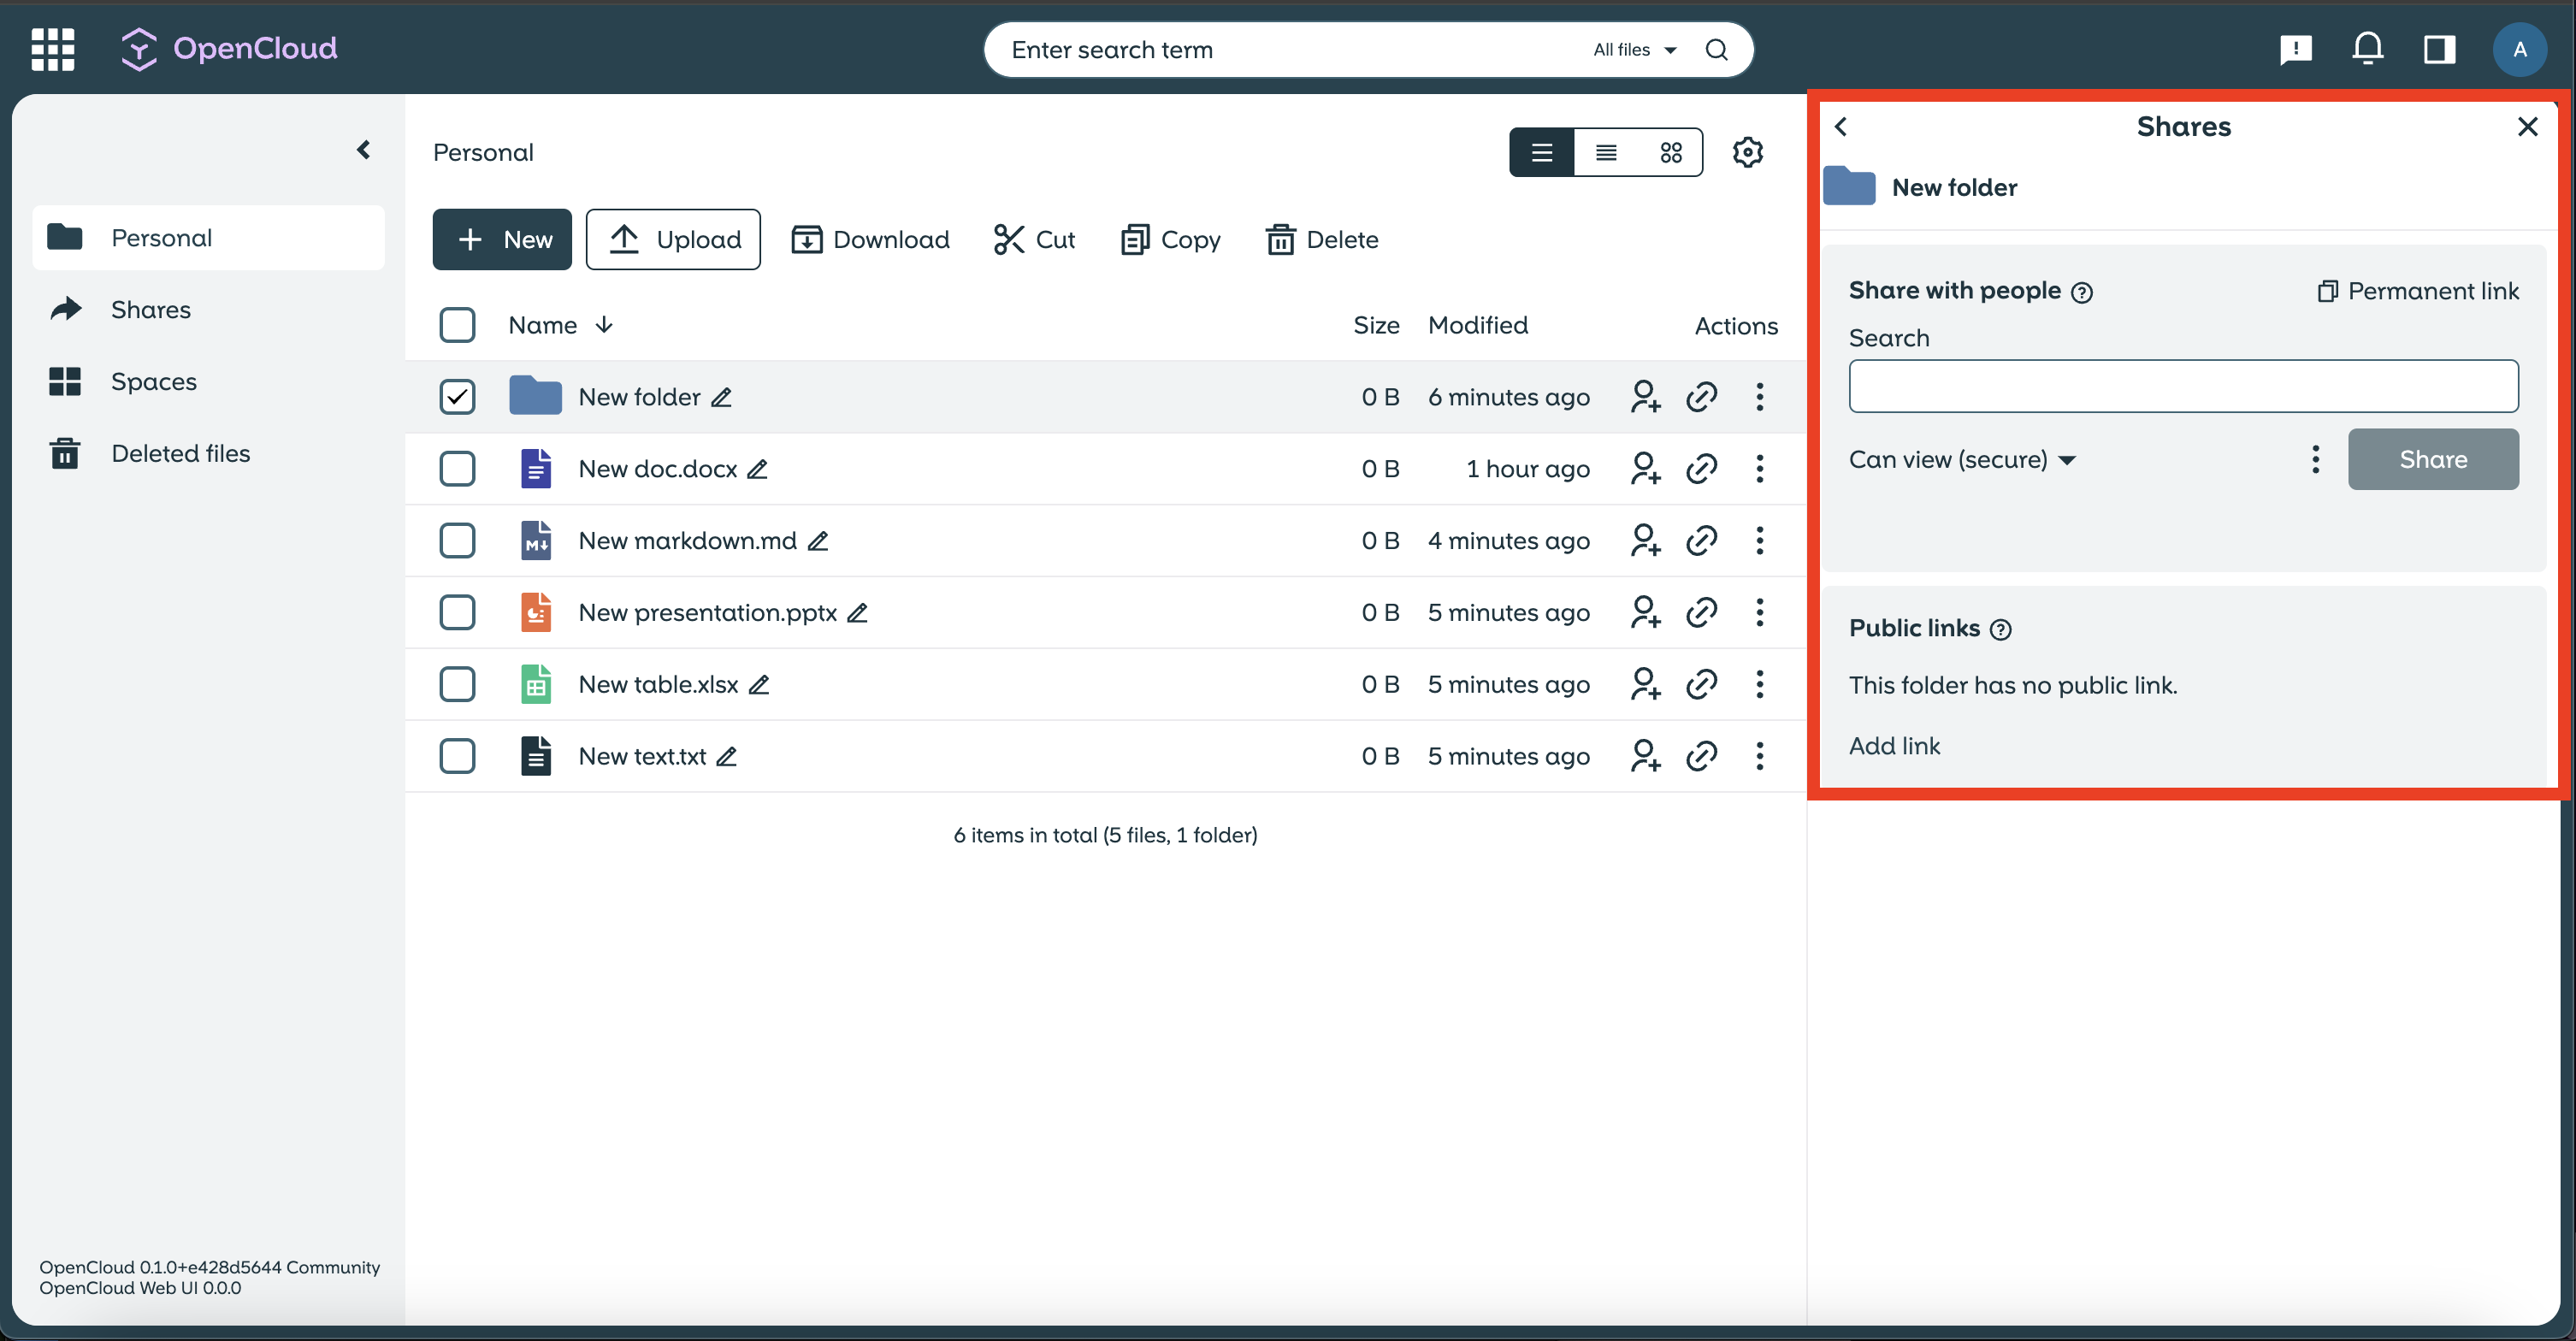 OpenCloud
Enter search term
All files
A
Personal
Shares
Spaces
Deleted files
OpenCloud 0.1.0+e428d5644 Community
OpenCloud Web UI 0.0.0
Personal
New
Upload
Download
Cut
Copy
Delete
Name Size Modified Actions
New folder 0 B 6 minutes ago
New doc.docx 0 B 1 hour ago
M New markdown.md 0 B 4 minutes ago
New presentation.pptx 0 B 5 minutes ago
New table.xlsx 0 B 5 minutes ago
New text.txt 0 B 5 minutes ago
6 items in total (5 files, 1 folder)
Shares
New folder
Share with people ? Permanent link
Search
Can view (secure) Share
Public links ?
This folder has no public link.
Add link